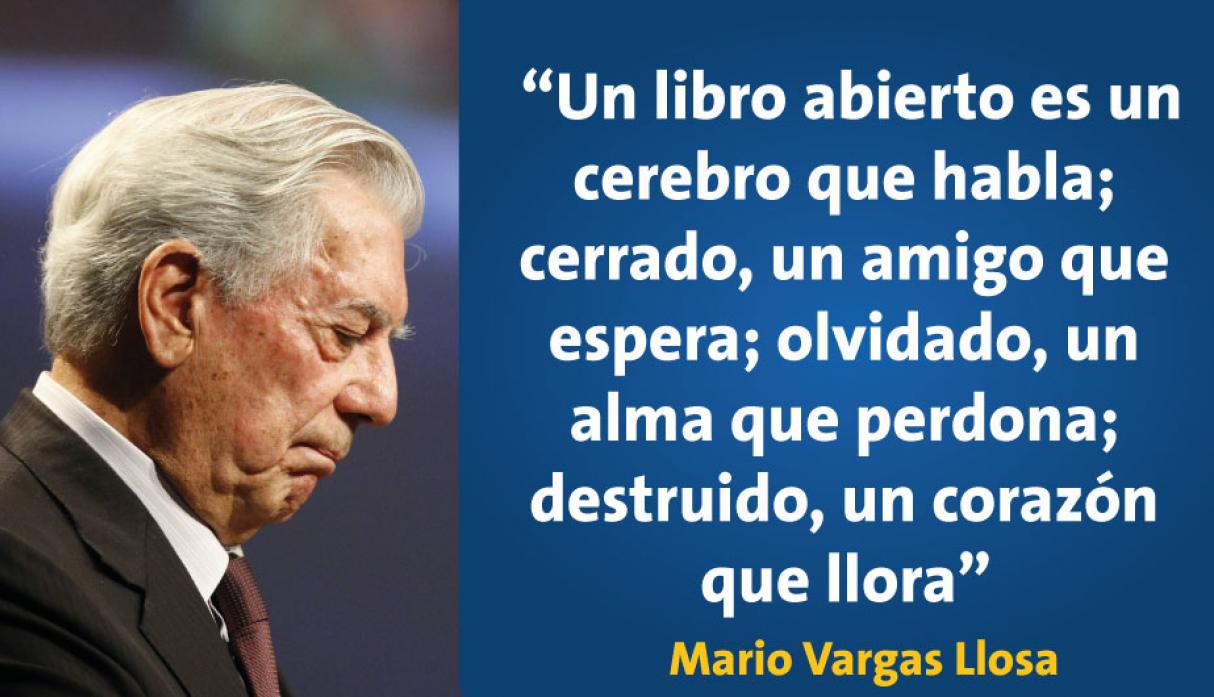 “Un libro abierto es un
cerebro que habla;
cerrado, un amigo que
espera; olvidado, un
alma que perdona;
destruido, un corazón
que llora”
Mario Vargas Llosa